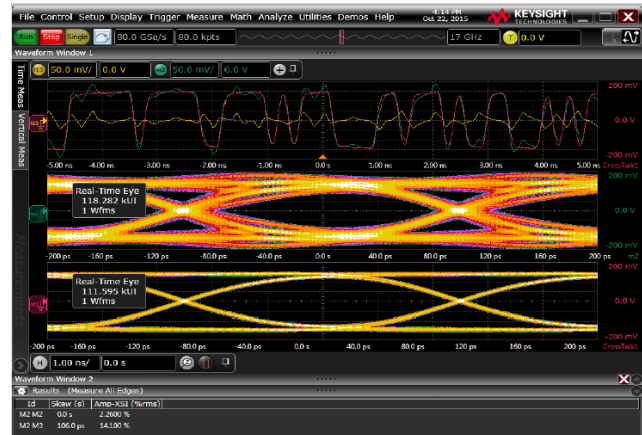 File Control Setup Display Trigger Measure Math Analyze Utilities Demos Help
4:14 PM
Oct 22, 2015
KEYSIGHT
TECHNOLOGIES
Run Stop Single 80.0 GSa/s 80.0 kpts 17 GHz T 0.0 V
Waveform Window 1
Time Meas
Vertical Meas
Measurements
50.0 mV/ 0.0 V m2 50.0 mV/ 0.0 V
200 mV
0.0 V
-200 mV
-5.00 ns -4.00 ns -3.00 ns -2.00 ns -1.00 ns 0.0 s 1.00 ns 2.00 ns 3.00 ns 4.00 ns 5.00 ns CrossTalk1
200 mV
Real-Time Eye
118.282 kUI
1 Wfms
0.0 V
-200 mV
-200 ps -160 ps -120 ps -80.0 ps -40.0 ps 0.0 s 40.0 ps 80.0 ps 120 ps 160 ps 200 ps m2
200 mV
Real-Time Eye
111.595 kUI
1 Wfms
0.0 V
-200 mV
-200 ps -160 ps -120 ps -80.0 ps -40.0 ps 0.0 s 40.0 ps 80.0 ps 120 ps 160 ps 200 ps CrossTalk1
H 1.00 ns/ 0.0 s
Waveform Window 2
Results (Measure All Edges)
Id Skew (s) Amp-XSI (%rms)
M2 M2 0.0 s 2.2600 %
M2 M3 106.0 ps 14.100 %